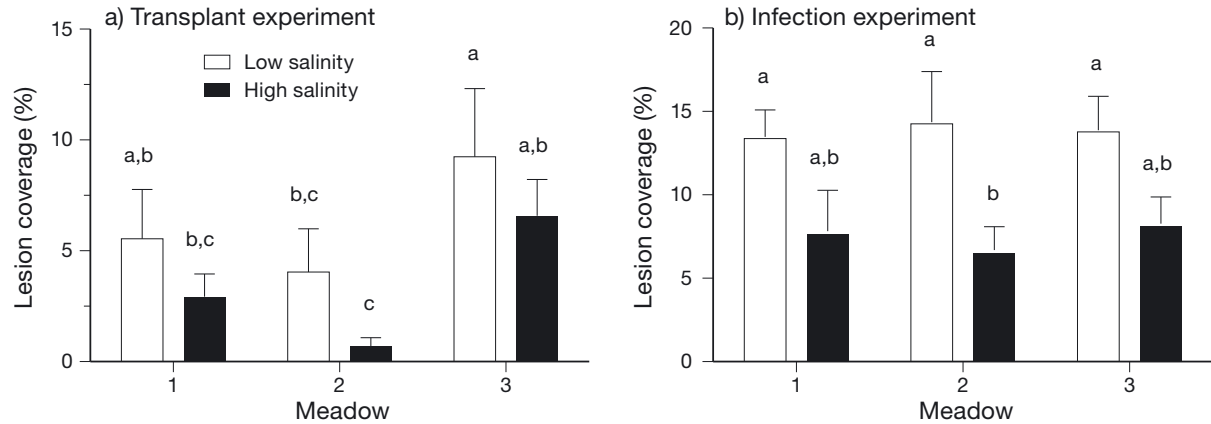 a) Transplant experiment
15
10
5
0
Lesion coverage (%)
Low salinity
High salinity
a,b
b,c
b,c
c
a
a,b
1
2
3
Meadow
b) Infection experiment
20
15
10
5
0
Lesion coverage (%)
a
a,b
a
b
a
a,b
1
2
3
Meadow